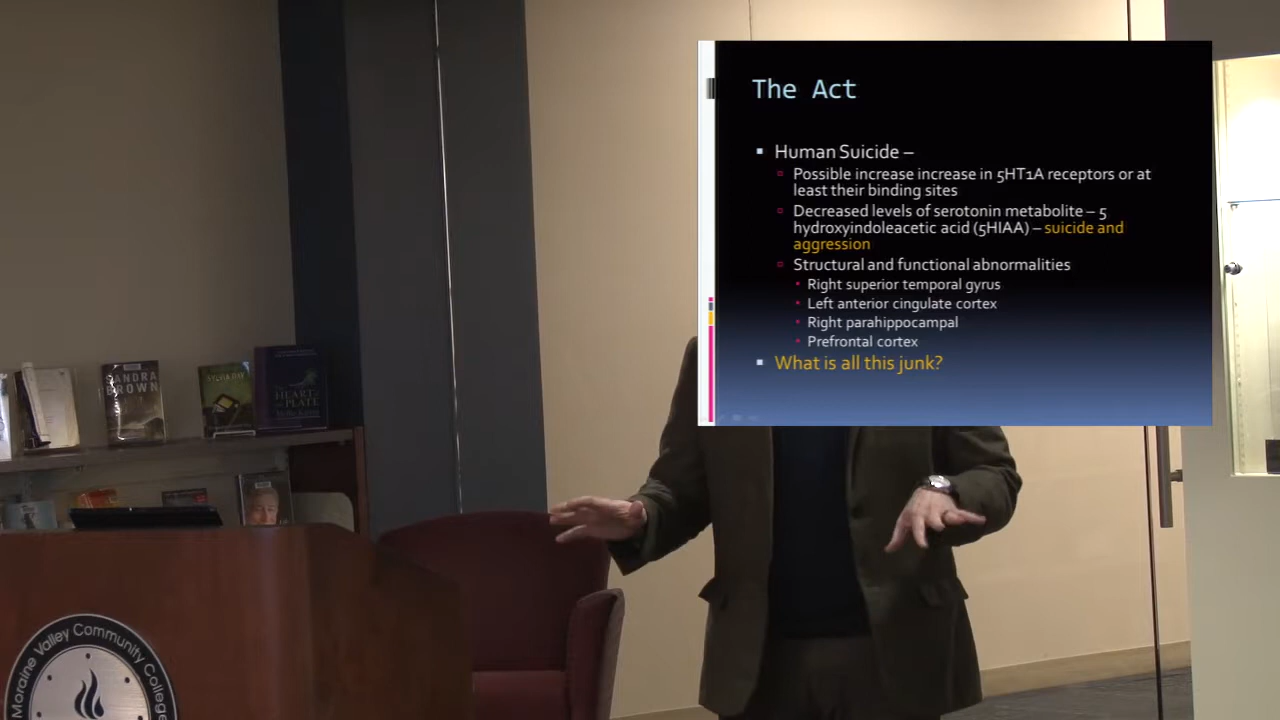 The Act
Human Suicide –
Possible increase increase in 5HT1A receptors or at
least their binding sites
Decreased levels of serotonin metabolite – 5
hydroxyindoleacetic acid (5HIAA) – suicide and
aggression
Structural and functional abnormalities
Right superior temporal gyrus
Left anterior cingulate cortex
Right parahippocampal
Prefrontal cortex
What is all this junk?
SANDRA
BROWN
HEART
PLATE
Moraine Valley Community College